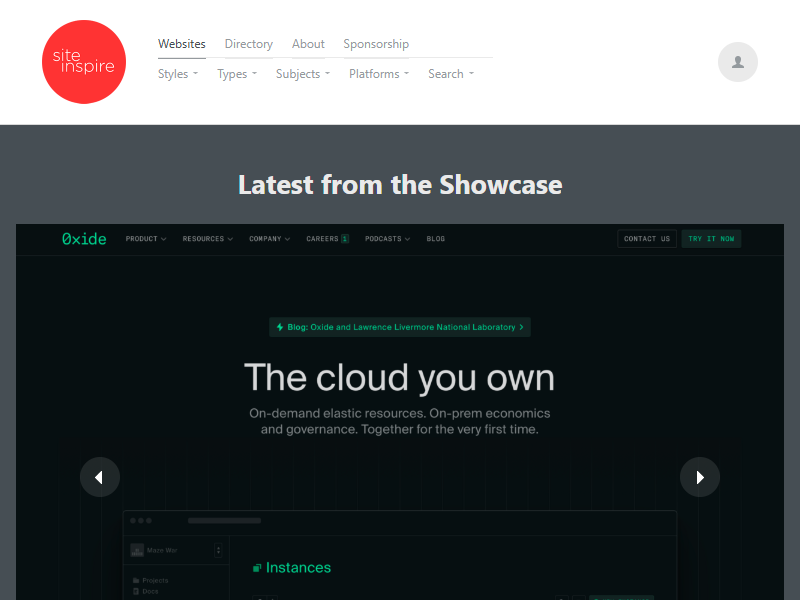 site
inspire
Websites Directory About Sponsorship
Styles Types Subjects Platforms Search
Latest from the Showcase
Oxide PRODUCT RESOURCES COMPANY CAREERS PODCASTS BLOG CONTACT US TRY IT NOW
Blog: Oxide and Lawrence Livermore National Laboratory
The cloud you own
On-demand elastic resources. On-prem economics
and governance. Together for the very first time.
Maze War
Instances
Projects
Docs